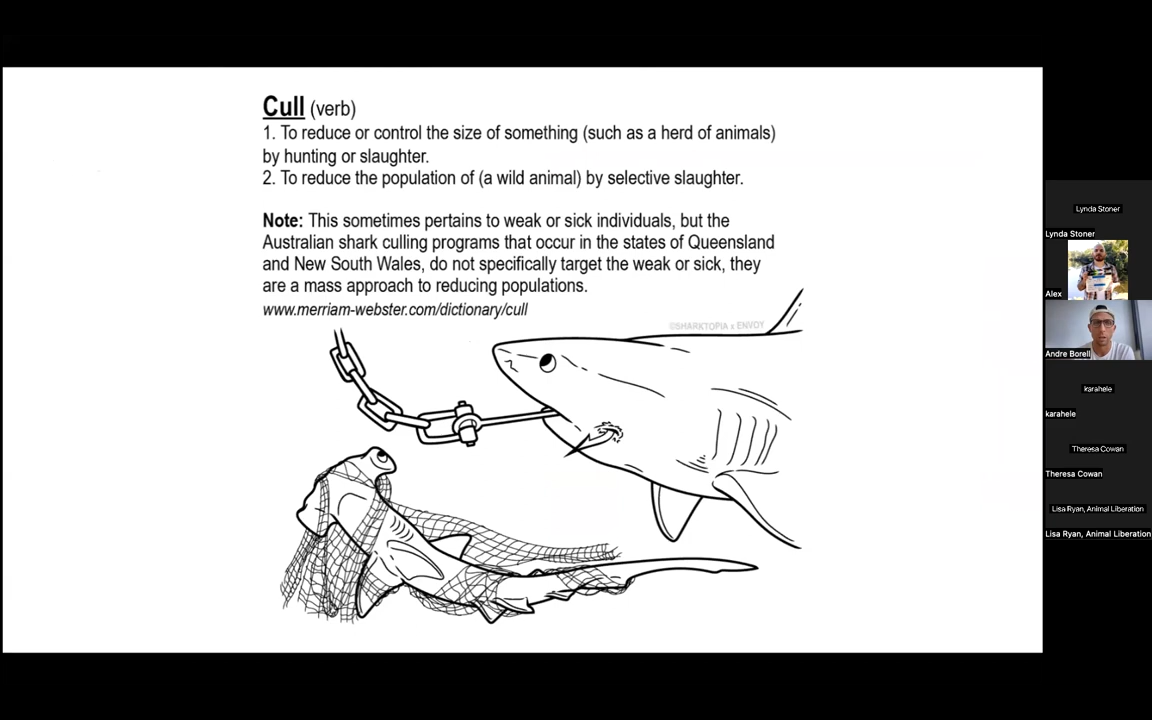 Cull (verb)
1. To reduce or control the size of something (such as a herd of animals)
by hunting or slaughter.
2. To reduce the population of (a wild animal) by selective slaughter.
Note: This sometimes pertains to weak or sick individuals, but the
Australian shark culling programs that occur in the states of Queensland
and New South Wales, do not specifically target the weak or sick, they
are a mass approach to reducing populations.
www.merriam-webster.com/dictionary/cull
©SHARKTOPIA x ENVOY
Lynda Stoner
Lynda Stoner
Alex
Andre Borell
karahele
karahele
Theresa Cowan
Theresa Cowan
Lisa Ryan, Animal Liberation
Lisa Ryan, Animal Liberation